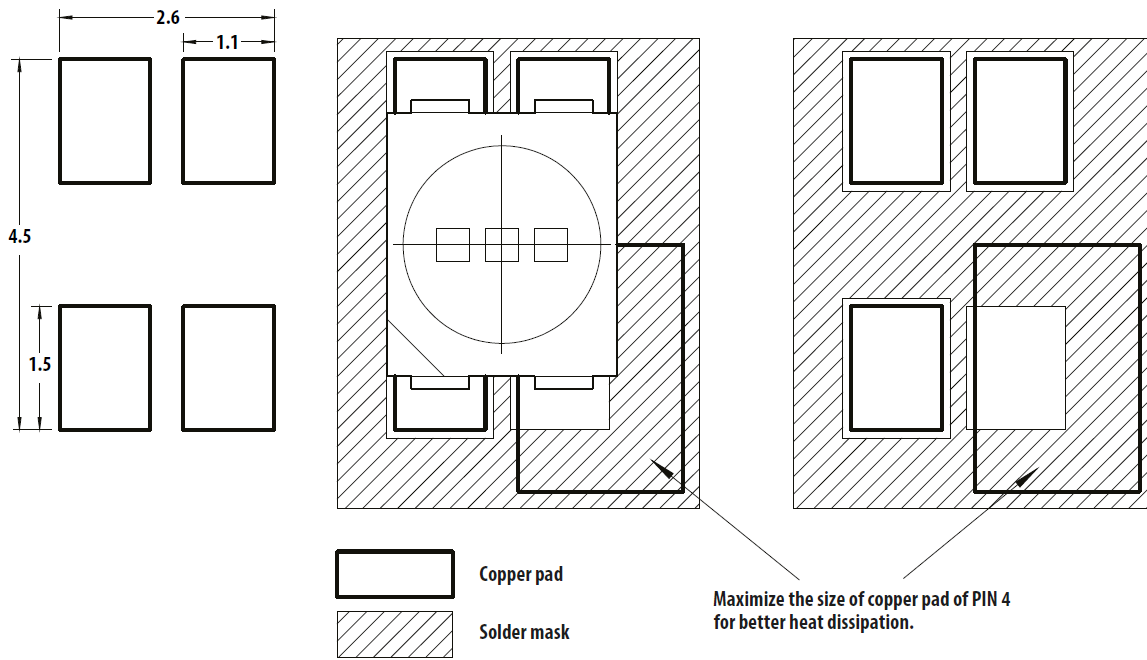 2.6
1.1
4.5
1.5
Copper pad
Solder mask
Maximize the size of copper pad of PIN 4
for better heat dissipation.